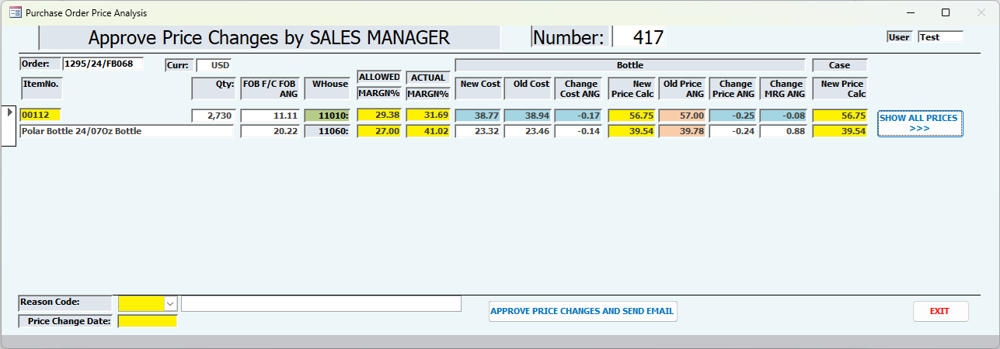 Purchase Order Price Analysis
Approve Price Changes by SALES MANAGER Number: 417 User Test
Order: 1295/24/FB068 Curr: USD Bottle Case
ItemNo. Qty: FOB F/C FOB ANG WHouse ALLOWED MARGN% ACTUAL MARGN% New Cost Old Cost Change Cost ANG New Price Calc Old Price ANG Change Price ANG Change MRG ANG New Price Calc
00112 2,730 11.11 11010: 29.38 31.69 38.77 38.94 -0.17 56.75 57.00 -0.25 -0.08 56.75 SHOW ALL PRICES
Polar Bottle 24/07Oz Bottle 20.22 11060: 27.00 41.02 23.32 23.46 -0.14 39.54 39.78 -0.24 0.88 39.54 >>>
Reason Code:
Price Change Date: APPROVE PRICE CHANGES AND SEND EMAIL EXIT